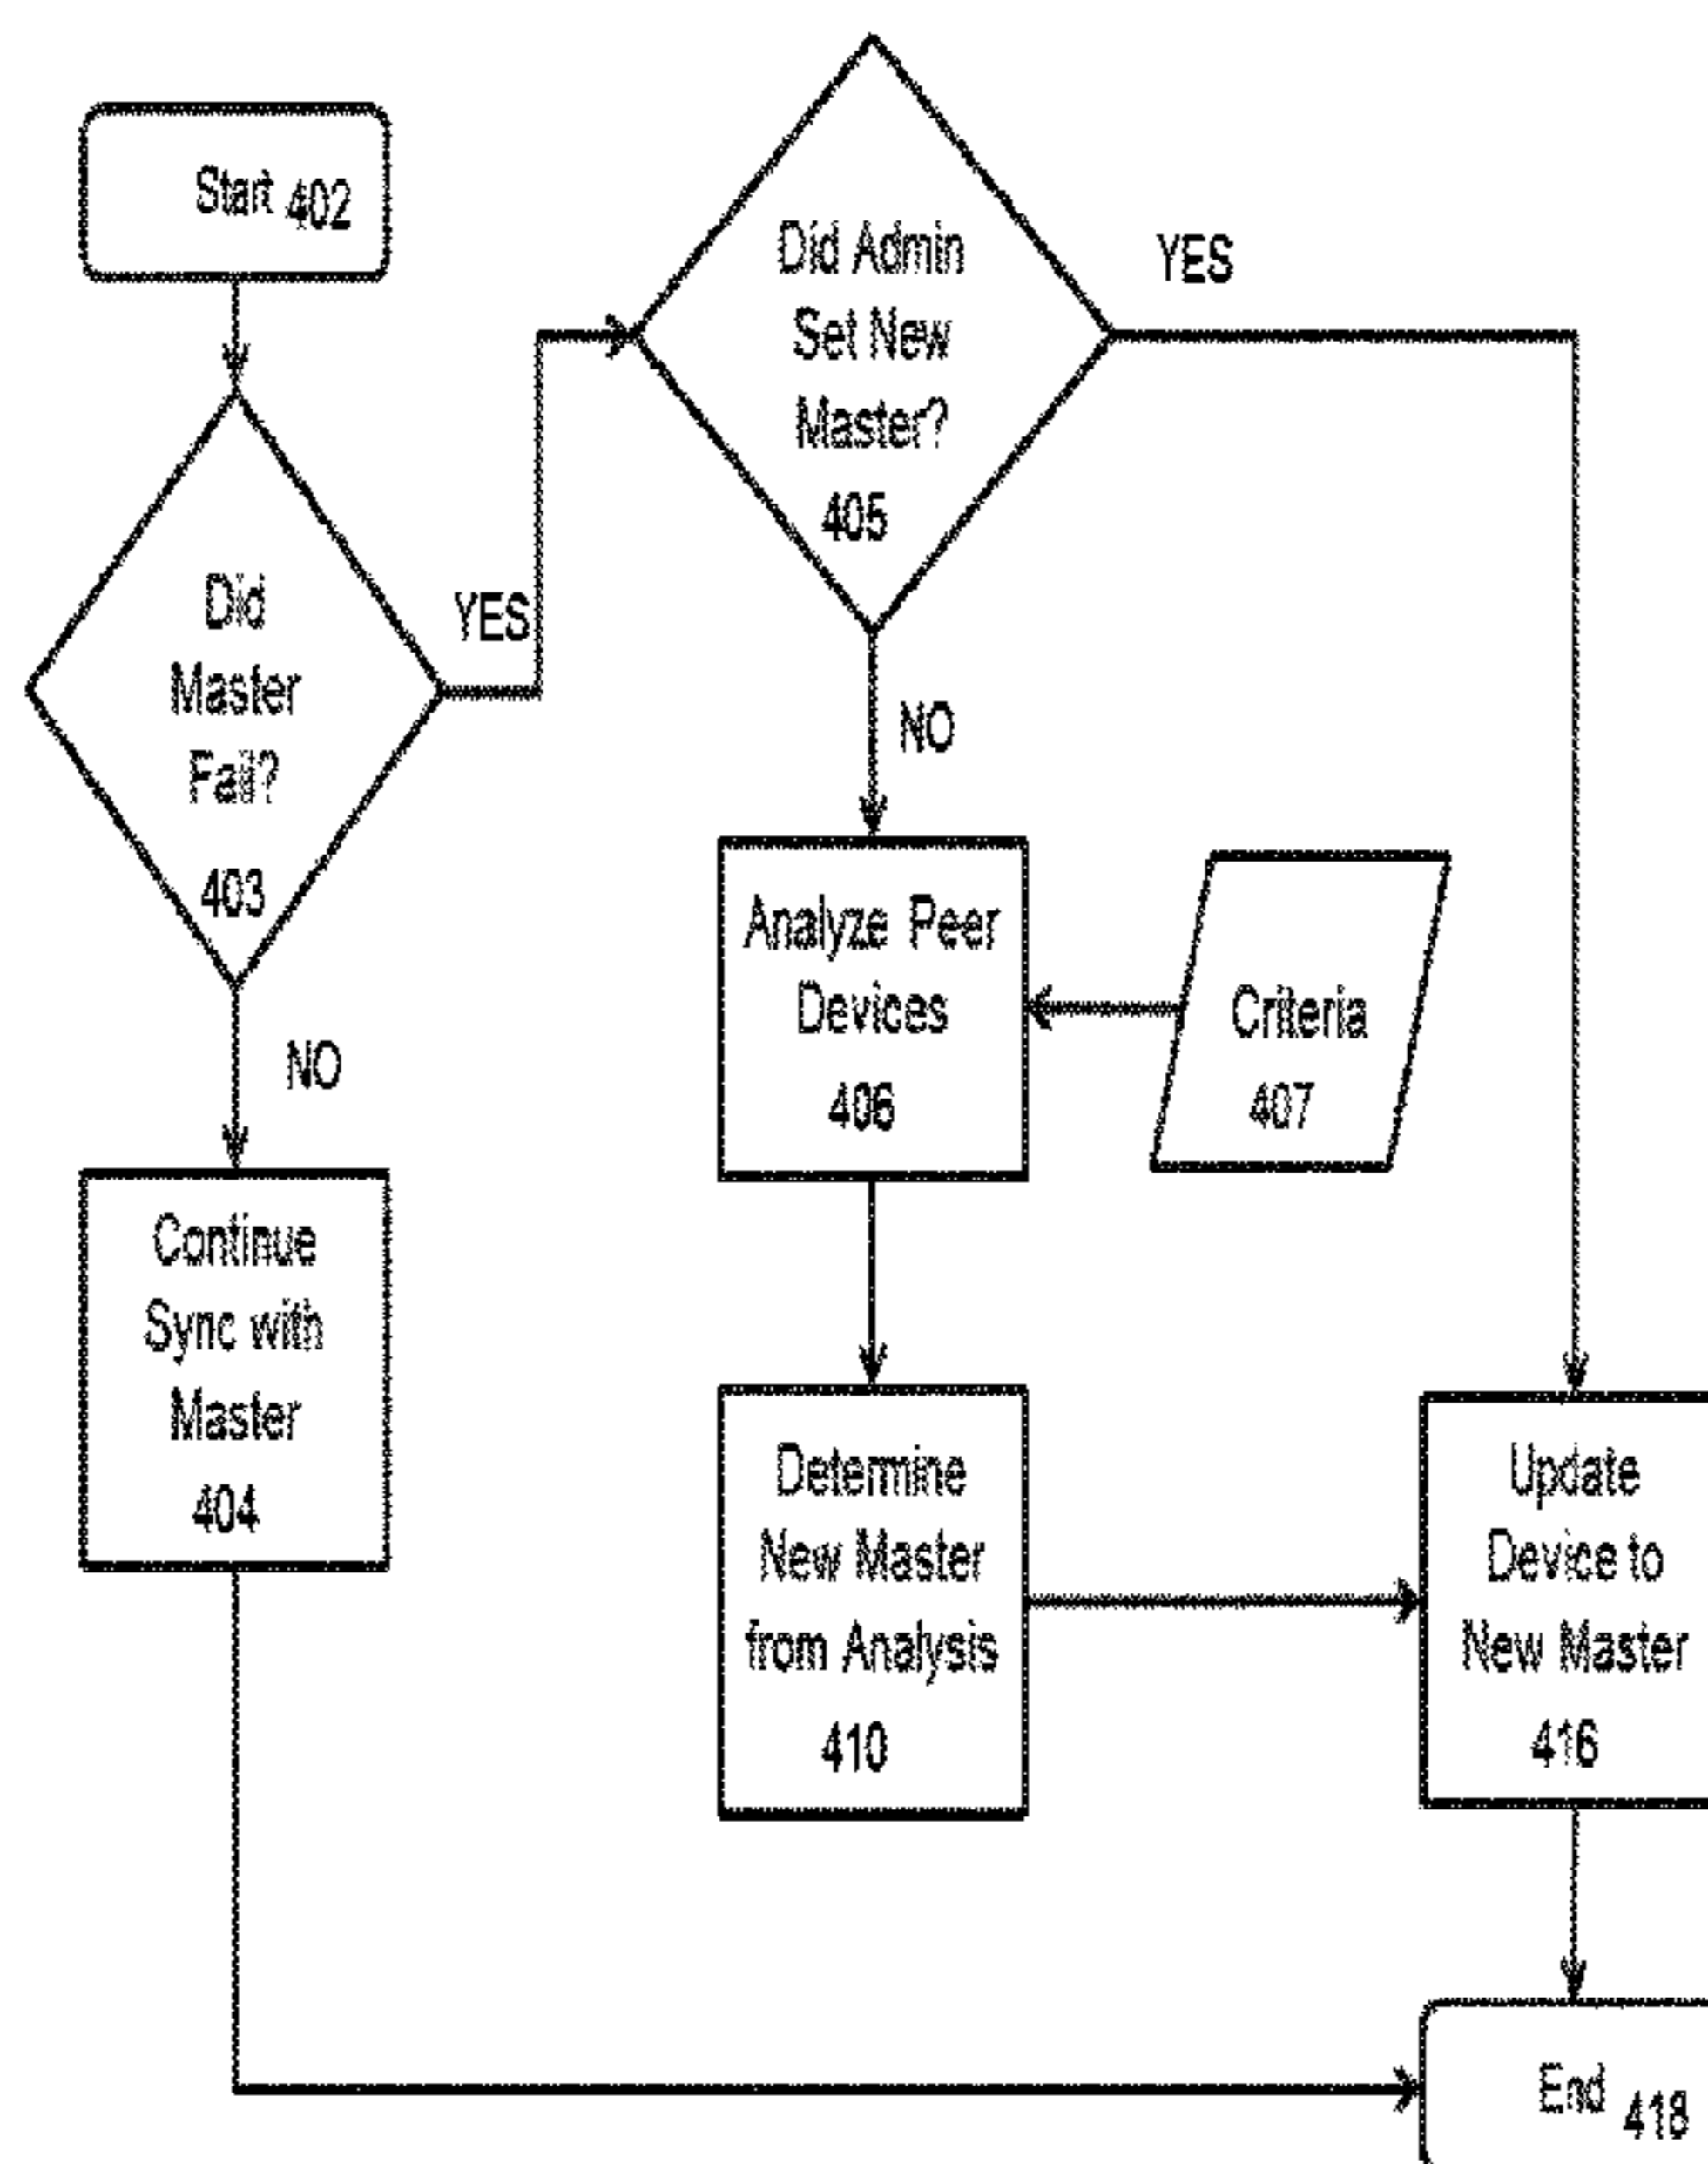 Start 402
Did
Master
Fail?
403
YES
NO
Continue
Sync with
Master
404
Did Admin
Set New
Master?
405
YES
NO
Analyze Peer
Devices
406
Criteria
407
Determine
New Master
from Analysis
410
Update
Device to
New Master
416
End 418